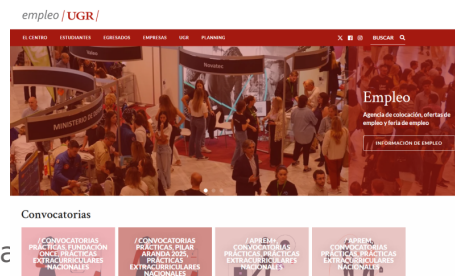 empleo / UGR /
EL CENTRO ESTUDIANTES EGRESADOS EMPRESAS UGR PLANNING BUSCAR
MINISTERIO DE
Empleo
Agencia de colocación, ofertas de
empleo y feria de empleo
INFORMACIÓN DE EMPLEO
Convocatorias
/ CONVOCATORIAS
PRÁCTICAS, FUNDACIÓN
ONCE, PRÁCTICAS
EXTRACURRICULARES
NACIONALES
/ CONVOCATORIAS
PRÁCTICAS, PILAR
ARANDA 2025,
PRÁCTICAS
EXTRACURRICULARES
NACIONALES
/ APREM+,
CONVOCATORIAS
PRÁCTICAS, PRÁCTICAS
EXTRACURRICULARES
NACIONALES
/ APREM,
CONVOCATORIAS
PRÁCTICAS, PRÁCTICAS
EXTRACURRICULARES
NACIONALES
a